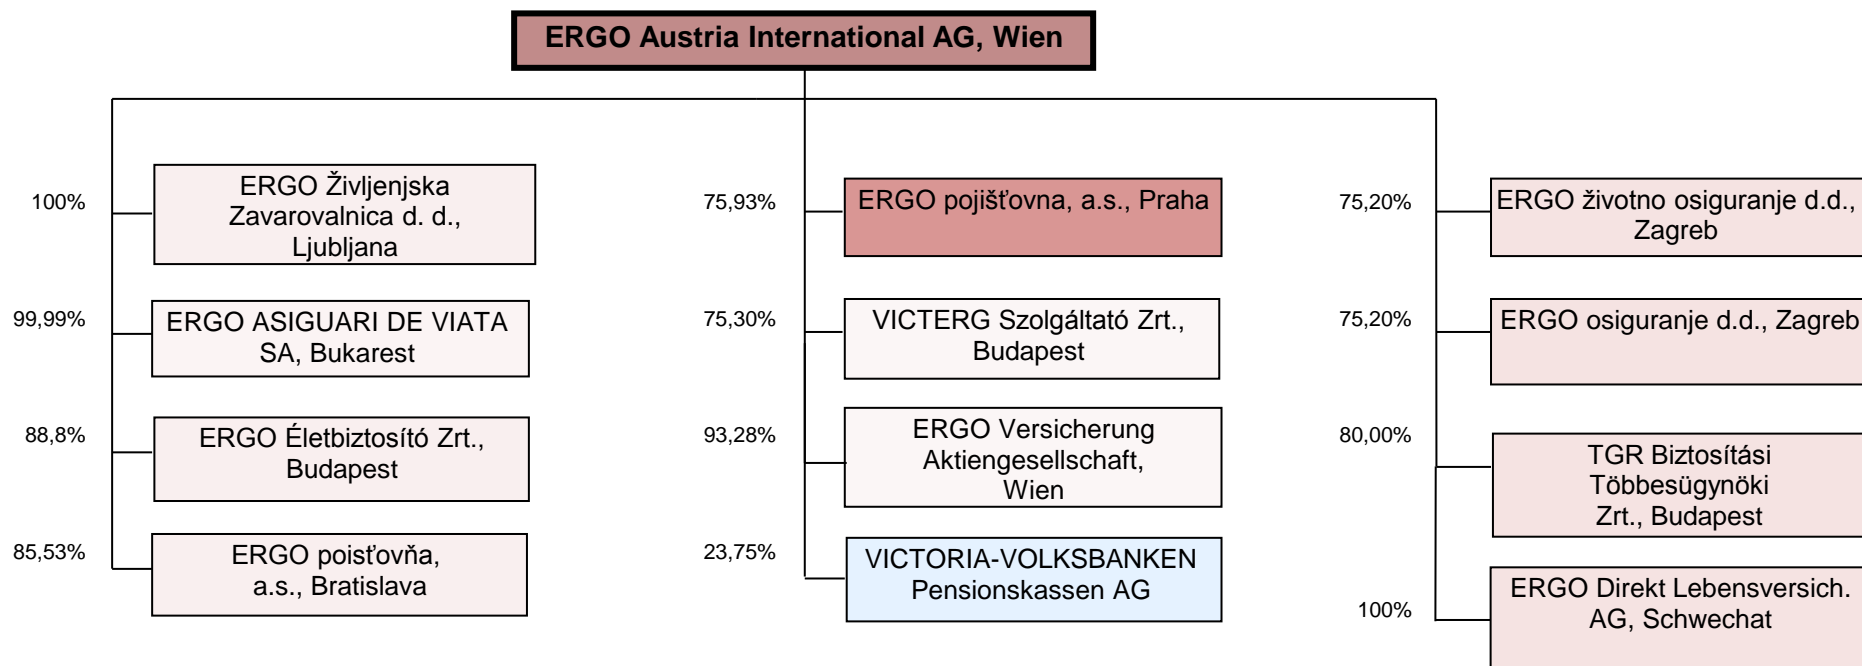 ERGO Austria International AG, Wien
100%
ERGO Življenjska
Zavarovalnica d. d.,
Ljubljana
75,93%
ERGO pojišťovna, a.s., Praha
75,20%
ERGO životno osiguranje d.d.,
Zagreb
99,99%
ERGO ASIGUARI DE VIATA
SA, Bukarest
75,30%
VICTERG Szolgáltató Zrt.,
Budapest
75,20%
ERGO osiguranje d.d., Zagreb
88,8%
ERGO Életbiztosító Zrt.,
Budapest
93,28%
ERGO Versicherung
Aktiengesellschaft,
Wien
80,00%
TGR Biztosítási
Többesügynöki
Zrt., Budapest
85,53%
ERGO poisťovňa,
a.s., Bratislava
23,75%
VICTORIA-VOLKSBANKEN
Pensionskassen AG
100%
ERGO Direkt Lebensversich.
AG, Schwechat